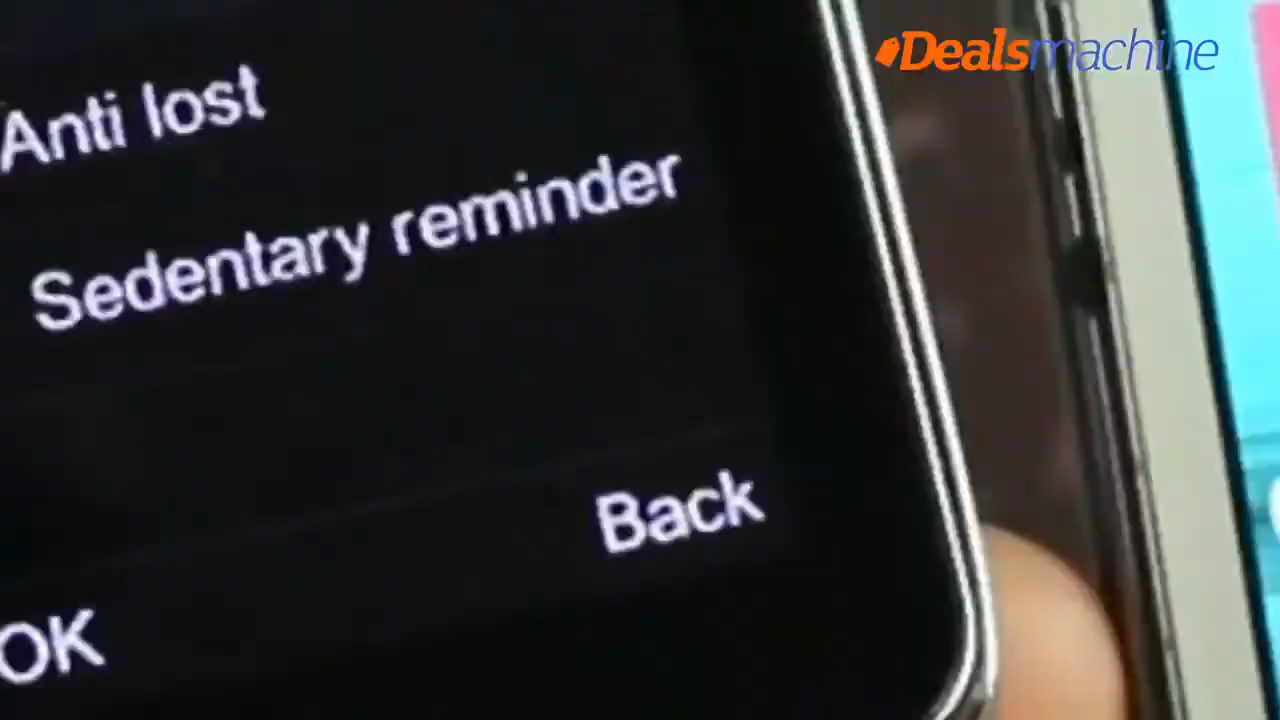 Dealsmachine
Anti lost
Sedentary reminder
Back
OK